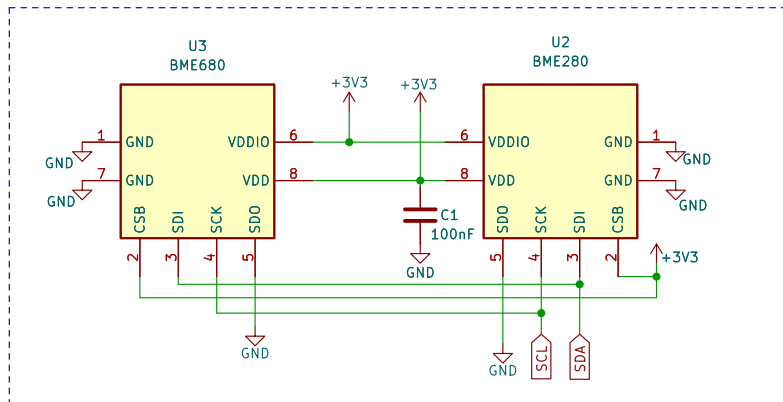 U3
BME680
U2
BME280
+3V3
+3V3
1
GND
VDDIO
6
6
VDDIO
GND
1
GND
GND
7
GND
VDD
8
8
VDD
GND
7
GND
GND
CSB
SDI
SCK
SDO
C1
100nF
SDO
SCK
SDI
CSB
2
3
4
5
GND
5
4
3
2
+3V3
GND
GND
SCL
SDA